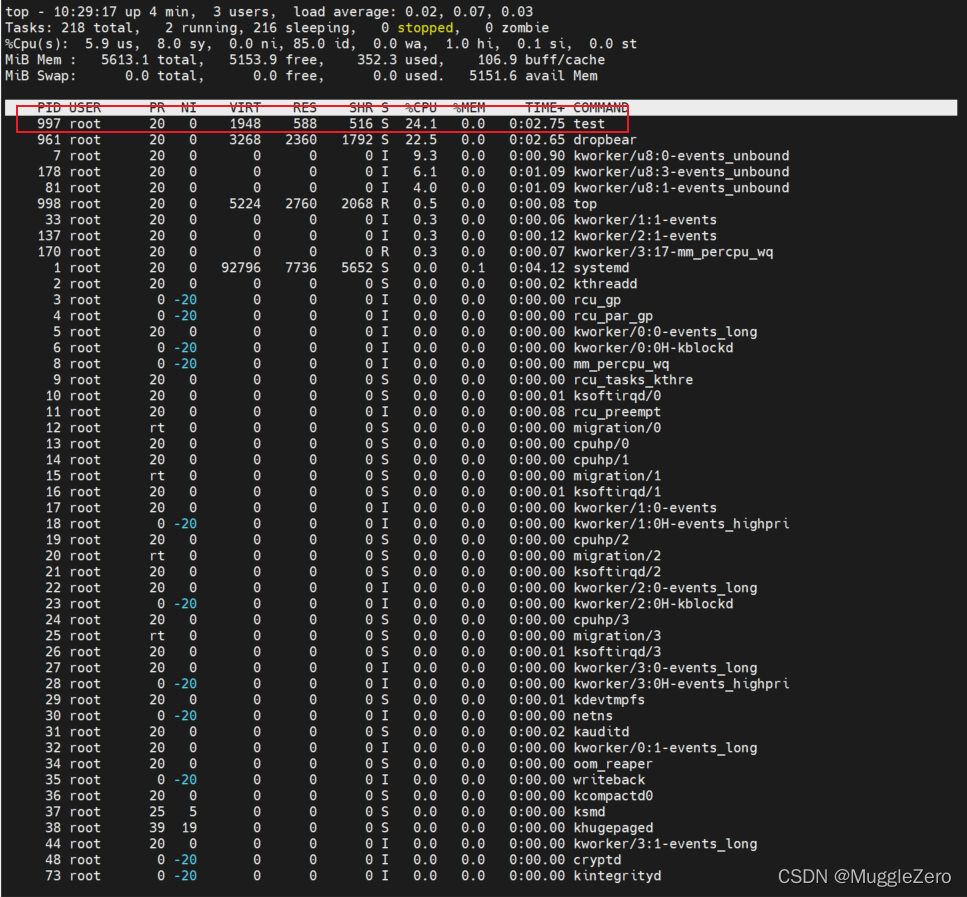 top - 10:29:17 up 4 min,  3 users,  load average: 0.02, 0.07, 0.03
Tasks: 218 total,   2 running, 216 sleeping,   0 stopped,   0 zombie
%Cpu(s):  5.9 us,  8.0 sy,  0.0 ni, 85.0 id,  0.0 wa,  1.0 hi,  0.1 si,  0.0 st
MiB Mem :   5613.1 total,   5153.9 free,    352.3 used,    106.9 buff/cache
MiB Swap:      0.0 total,      0.0 free,      0.0 used.   5151.6 avail Mem
PID USER PR NI VIRT RES SHR S %CPU %MEM TIME+ COMMAND
997 root 20 0 1948 588 516 S 24.1 0.0 0:02.75 test
961 root 20 0 3268 2360 1792 S 22.5 0.0 0:02.65 dropbear
7 root 20 0 0 0 0 I 9.3 0.0 0:00.90 kworker/u8:0-events_unbound
178 root 20 0 0 0 0 I 6.1 0.0 0:01.09 kworker/u8:3-events_unbound
81 root 20 0 0 0 0 I 4.0 0.0 0:01.09 kworker/u8:1-events_unbound
998 root 20 0 5224 2760 2068 R 0.5 0.0 0:00.08 top
33 root 20 0 0 0 0 I 0.3 0.0 0:00.06 kworker/1:1-events
137 root 20 0 0 0 0 I 0.3 0.0 0:00.12 kworker/2:1-events
170 root 20 0 0 0 0 R 0.3 0.0 0:00.07 kworker/3:17-mm_percpu_wq
1 root 20 0 92796 7736 5652 S 0.0 0.1 0:04.12 systemd
2 root 20 0 0 0 0 S 0.0 0.0 0:00.02 kthreadd
3 root 0 -20 0 0 0 I 0.0 0.0 0:00.00 rcu_gp
4 root 0 -20 0 0 0 I 0.0 0.0 0:00.00 rcu_par_gp
5 root 20 0 0 0 0 I 0.0 0.0 0:00.00 kworker/0:0-events_long
6 root 0 -20 0 0 0 I 0.0 0.0 0:00.00 kworker/0:0H-kblockd
8 root 0 -20 0 0 0 I 0.0 0.0 0:00.00 mm_percpu_wq
9 root 20 0 0 0 0 S 0.0 0.0 0:00.00 rcu_tasks_kthre
10 root 20 0 0 0 0 S 0.0 0.0 0:00.01 ksoftirqd/0
11 root 20 0 0 0 0 I 0.0 0.0 0:00.08 rcu_preempt
12 root rt 0 0 0 0 S 0.0 0.0 0:00.00 migration/0
13 root 20 0 0 0 0 S 0.0 0.0 0:00.00 cpuhp/0
14 root 20 0 0 0 0 S 0.0 0.0 0:00.00 cpuhp/1
15 root rt 0 0 0 0 S 0.0 0.0 0:00.00 migration/1
16 root 20 0 0 0 0 S 0.0 0.0 0:00.01 ksoftirqd/1
17 root 20 0 0 0 0 I 0.0 0.0 0:00.00 kworker/1:0-events
18 root 0 -20 0 0 0 I 0.0 0.0 0:00.00 kworker/1:0H-events_highpri
19 root 20 0 0 0 0 S 0.0 0.0 0:00.00 cpuhp/2
20 root rt 0 0 0 0 S 0.0 0.0 0:00.00 migration/2
21 root 20 0 0 0 0 S 0.0 0.0 0:00.00 ksoftirqd/2
22 root 20 0 0 0 0 I 0.0 0.0 0:00.00 kworker/2:0-events_long
23 root 0 -20 0 0 0 I 0.0 0.0 0:00.00 kworker/2:0H-kblockd
24 root 20 0 0 0 0 S 0.0 0.0 0:00.00 cpuhp/3
25 root rt 0 0 0 0 S 0.0 0.0 0:00.00 migration/3
26 root 20 0 0 0 0 S 0.0 0.0 0:00.01 ksoftirqd/3
27 root 20 0 0 0 0 I 0.0 0.0 0:00.00 kworker/3:0-events_long
28 root 0 -20 0 0 0 I 0.0 0.0 0:00.00 kworker/3:0H-events_highpri
29 root 20 0 0 0 0 S 0.0 0.0 0:00.01 kdevtmpfs
30 root 0 -20 0 0 0 I 0.0 0.0 0:00.00 netns
31 root 20 0 0 0 0 S 0.0 0.0 0:00.02 kauditd
32 root 20 0 0 0 0 I 0.0 0.0 0:00.00 kworker/0:1-events_long
34 root 20 0 0 0 0 S 0.0 0.0 0:00.00 oom_reaper
35 root 0 -20 0 0 0 I 0.0 0.0 0:00.00 writeback
36 root 20 0 0 0 0 S 0.0 0.0 0:00.00 kcompactd0
37 root 25 5 0 0 0 S 0.0 0.0 0:00.00 ksmd
38 root 39 19 0 0 0 S 0.0 0.0 0:00.00 khugepaged
44 root 20 0 0 0 0 I 0.0 0.0 0:00.00 kworker/3:1-events_long
48 root 0 -20 0 0 0 I 0.0 0.0 0:00.00 cryptd
73 root 0 -20 0 0 0 I 0.0 0.0 0:00.00 kintegrityd
CSDN @MuggleZero